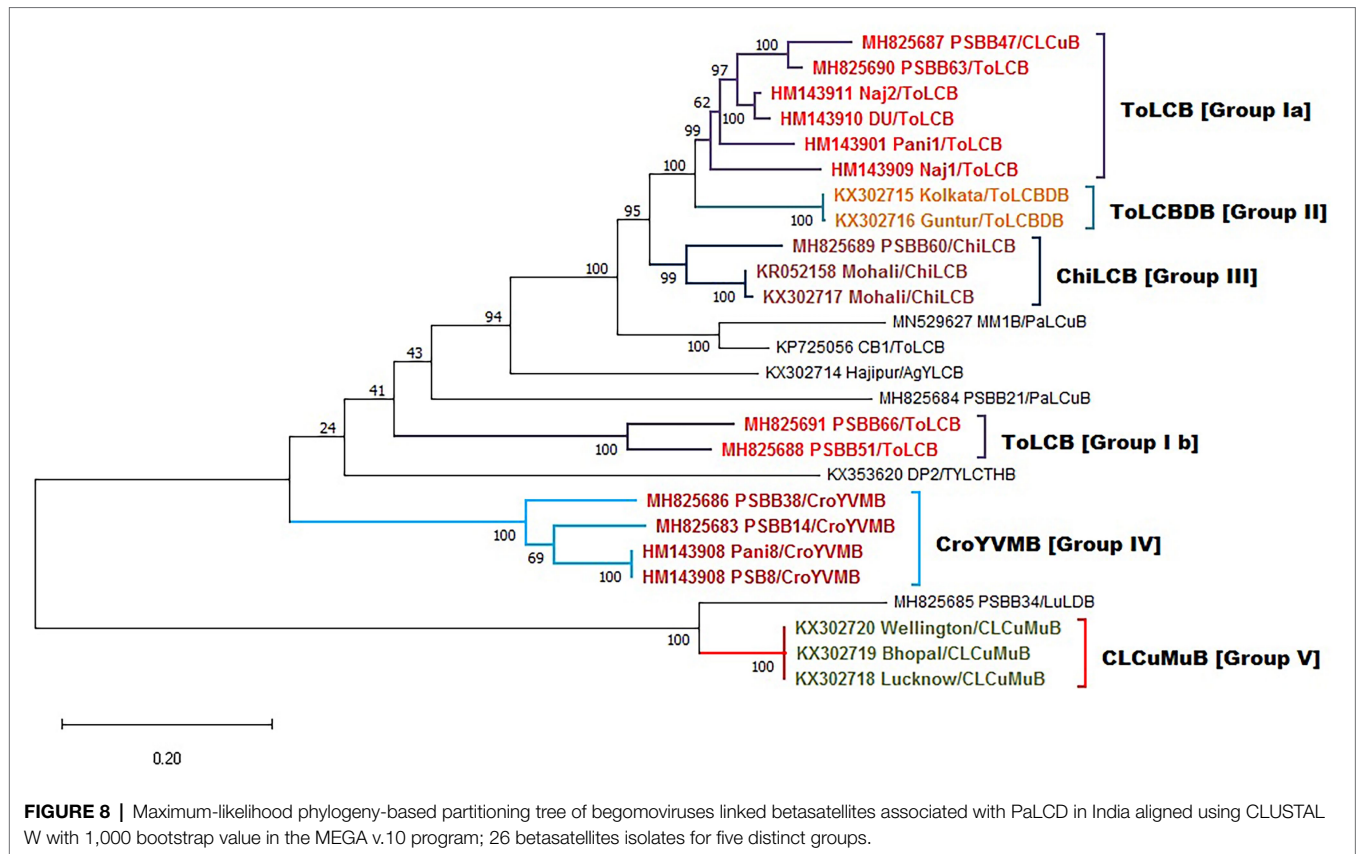 100
MH825687 PSBB47/CLCuB
MH825690 PSBB63/ToLCB
97
HM143911 Naj2/ToLCB
62
100
HM143910 DU/ToLCB
ToLCB [Group Ia]
99
HM143901 Pani1/ToLCB
100
HM143909 Naj1/ToLCB
KX302715 Kolkata/ToLCBDB
100
KX302716 Guntur/ToLCBDB
ToLCBDB [Group II]
95
MH825689 PSBB60/ChiLCB
99
KR052158 Mohali/ChiLCB
100
KX302717 Mohali/ChiLCB
ChiLCB [Group III]
100
MN529627 MM1B/PaLCuB
100
KP725056 CB1/ToLCB
94
KX302714 Hajipur/AgYLCB
43
MH825684 PSBB21/PaLCuB
41
MH825691 PSBB66/ToLCB
100
MH825688 PSBB51/ToLCB
ToLCB [Group I b]
24
KX353620 DP2/TYLCTHB
MH825686 PSBB38/CroYVMB
100
MH825683 PSBB14/CroYVMB
69
HM143908 Pani8/CroYVMB
100
HM143908 PSB8/CroYVMB
CroYVMB [Group IV]
MH825685 PSBB34/LuLDB
100
KX302720 Wellington/CLCuMuB
KX302719 Bhopal/CLCuMuB
100
KX302718 Lucknow/CLCuMuB
CLCuMuB [Group V]
0.20
FIGURE 8 | Maximum-likelihood phylogeny-based partitioning tree of begomoviruses linked betasatellites associated with PaLCD in India aligned using CLUSTAL
W with 1,000 bootstrap value in the MEGA v.10 program; 26 betasatellites isolates for five distinct groups.